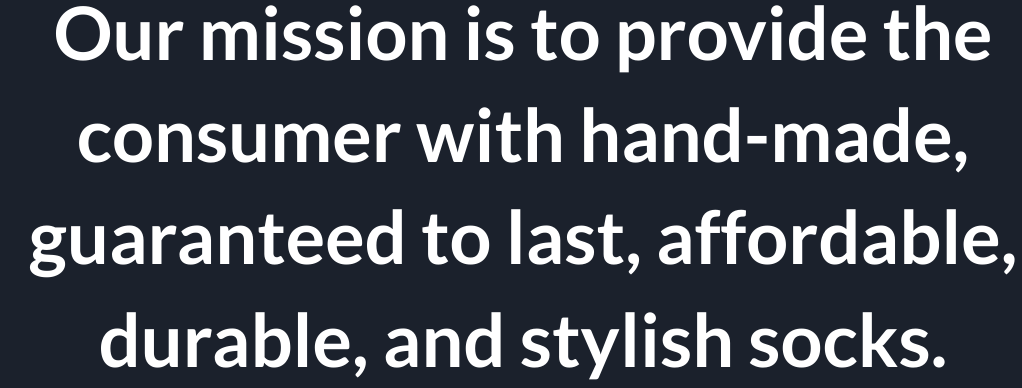 Our mission is to provide the
consumer with hand-made,
guaranteed to last, affordable,
durable, and stylish socks.